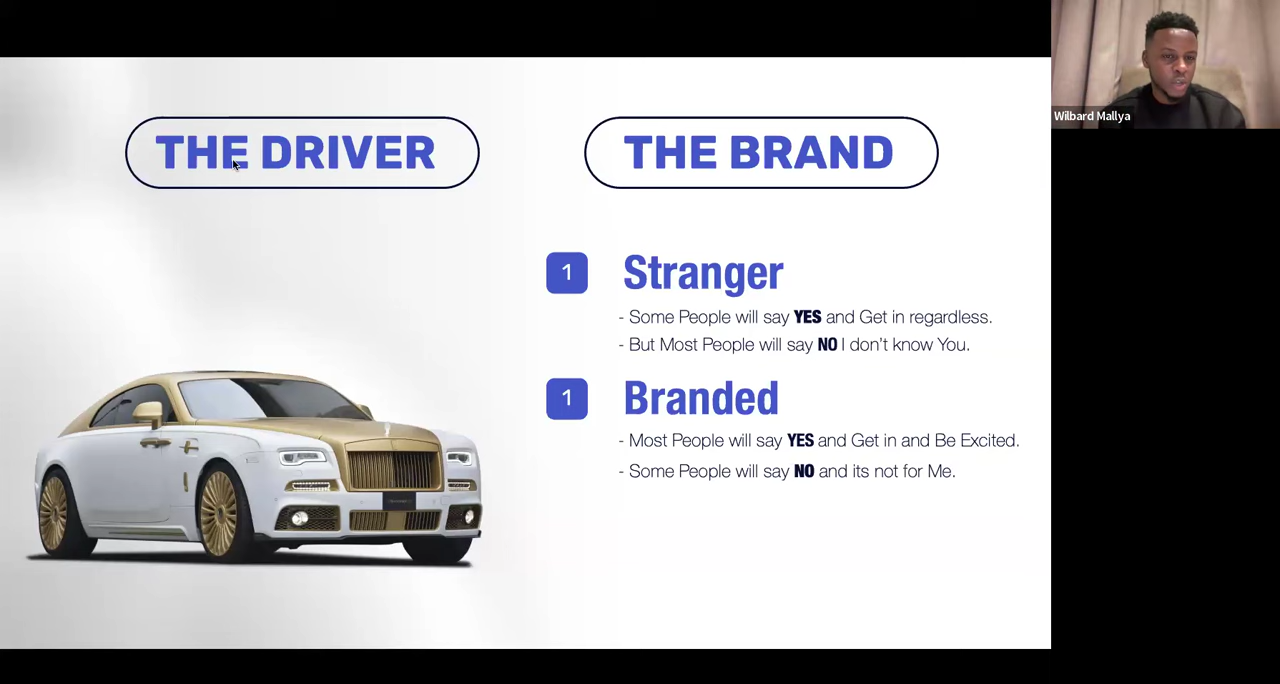 THE DRIVER
THE BRAND
1
Stranger
- Some People will say YES and Get in regardless.
- But Most People will say NO I don't know You.
1
Branded
- Most People will say YES and Get in and Be Excited.
- Some People will say NO and its not for Me.
Wilbard Mallya